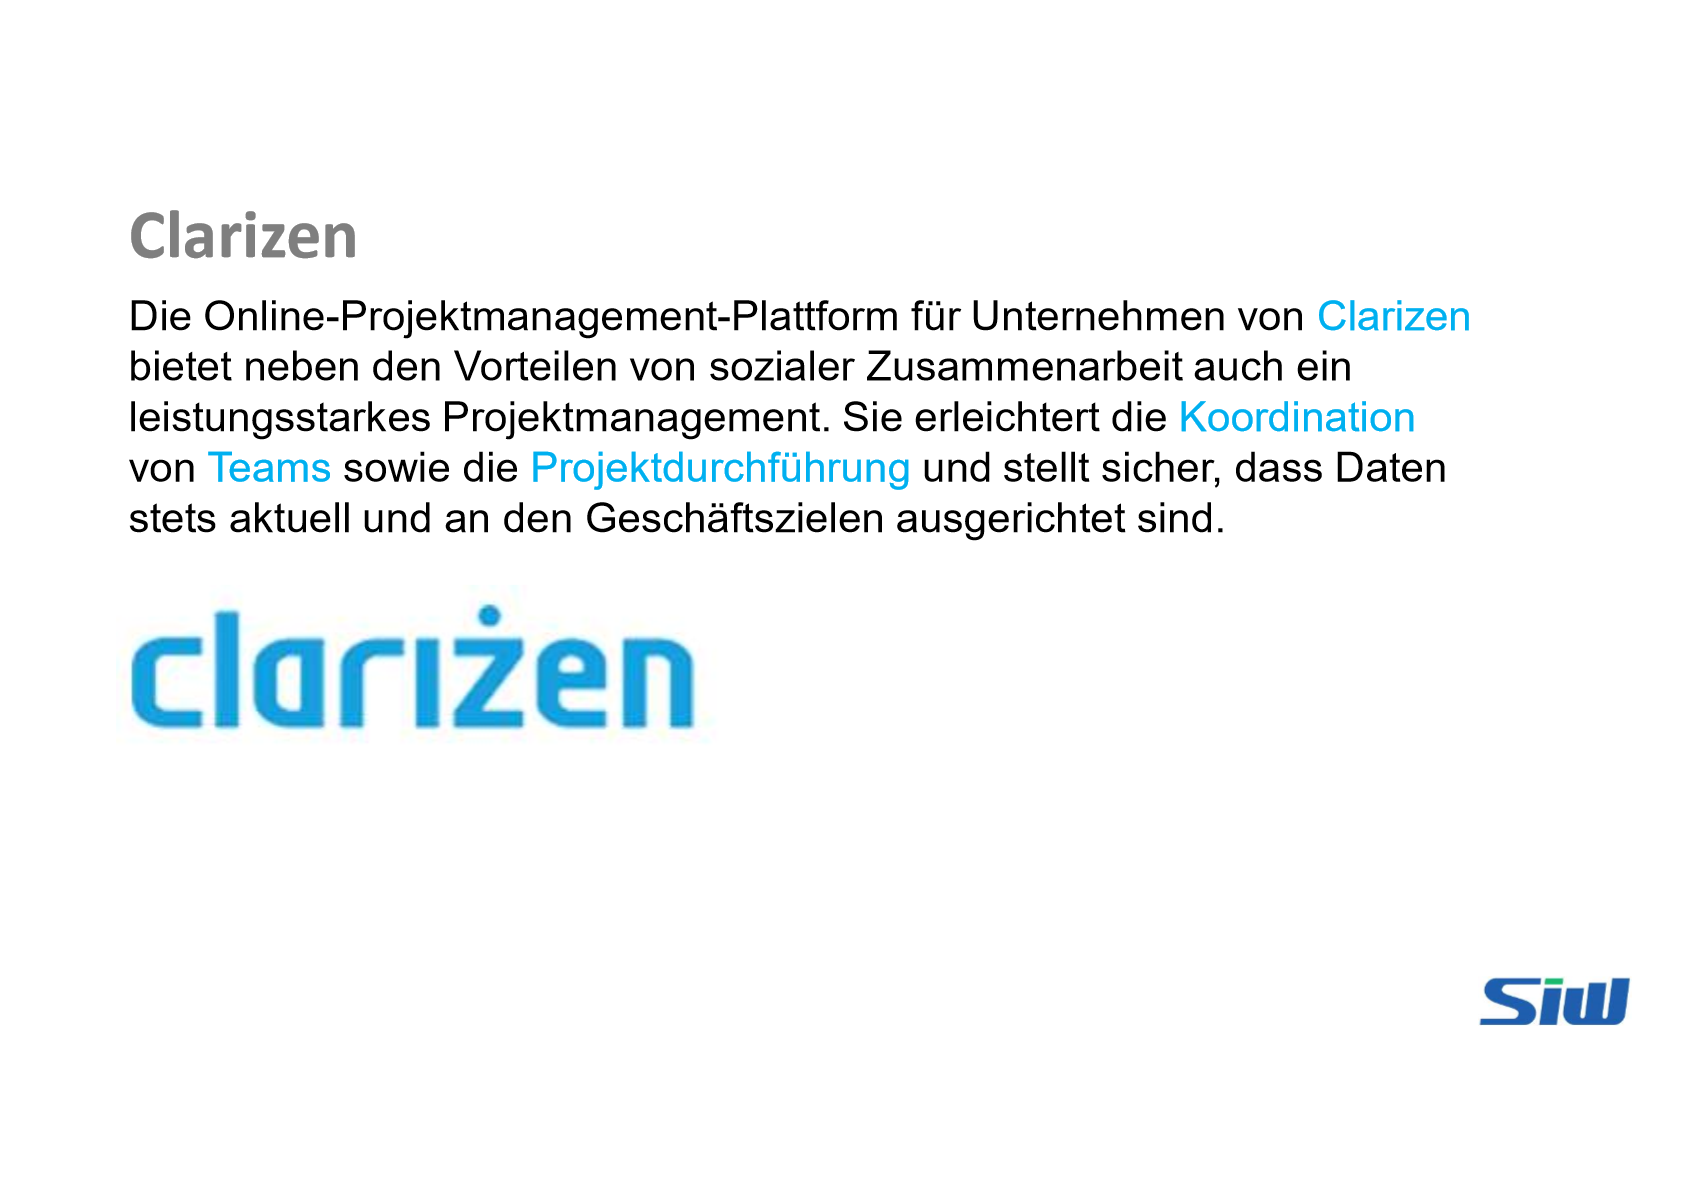 Clarizen
Die Online-Projektmanagement-Plattform für Unternehmen von Clarizen
bietet neben den Vorteilen von sozialer Zusammenarbeit auch ein
leistungsstarkes Projektmanagement. Sie erleichtert die Koordination
von Teams sowie die Projektdurchführung und stellt sicher, dass Daten
stets aktuell und an den Geschäftszielen ausgerichtet sind.
clarizen
Siw